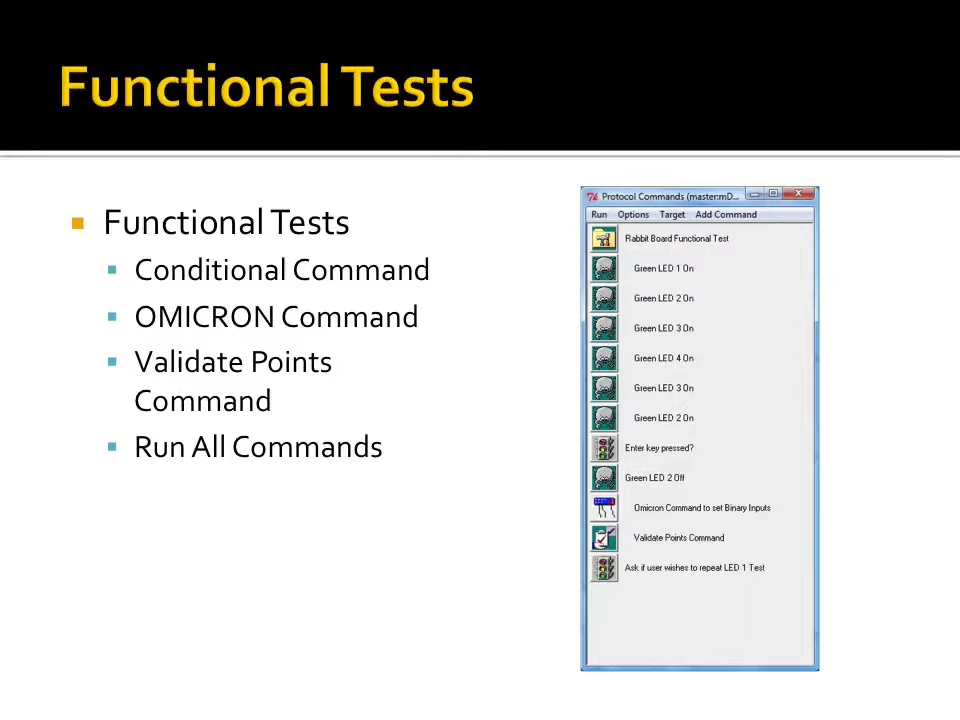 Functional Tests
Functional Tests
Conditional Command
OMICRON Command
Validate Points
Command
Run All Commands
Protocol Commands (master:mD...
Run Options Target Add Command
Rabbit Board Functional Test
Green LED 1 On
Green LED 2 On
Green LED 3 On
Green LED 4 On
Green LED 3 On
Green LED 2 On
Enter key pressed?
Green LED 2 Off
Omicron Command to set Binary Inputs
Validate Points Command
Ask if user wishes to repeat LED 1 Test